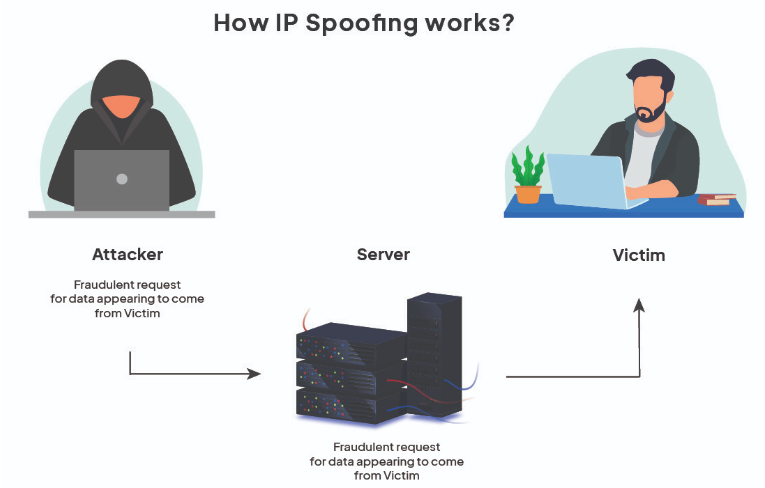 How IP Spoofing works?
Attacker
Fraudulent request
for data appearing to come
from Victim
Server
Fraudulent request
for data appearing to come
from Victim
Victim